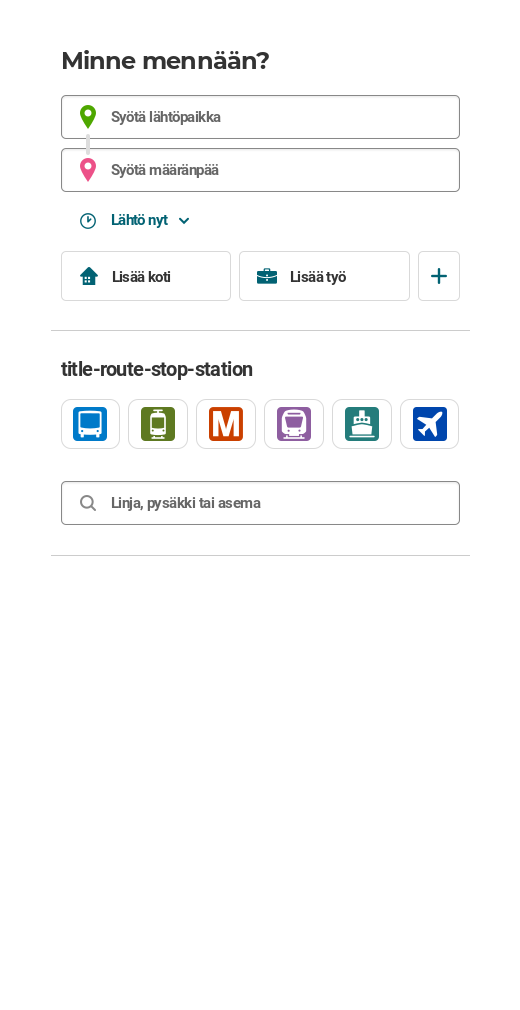 Minne mennään?
Syötä lähtöpaikka
Syötä määränpää
Lähtö nyt
Lisää koti
Lisää työ
title-route-stop-station
M
Linja, pysäkki tai asema